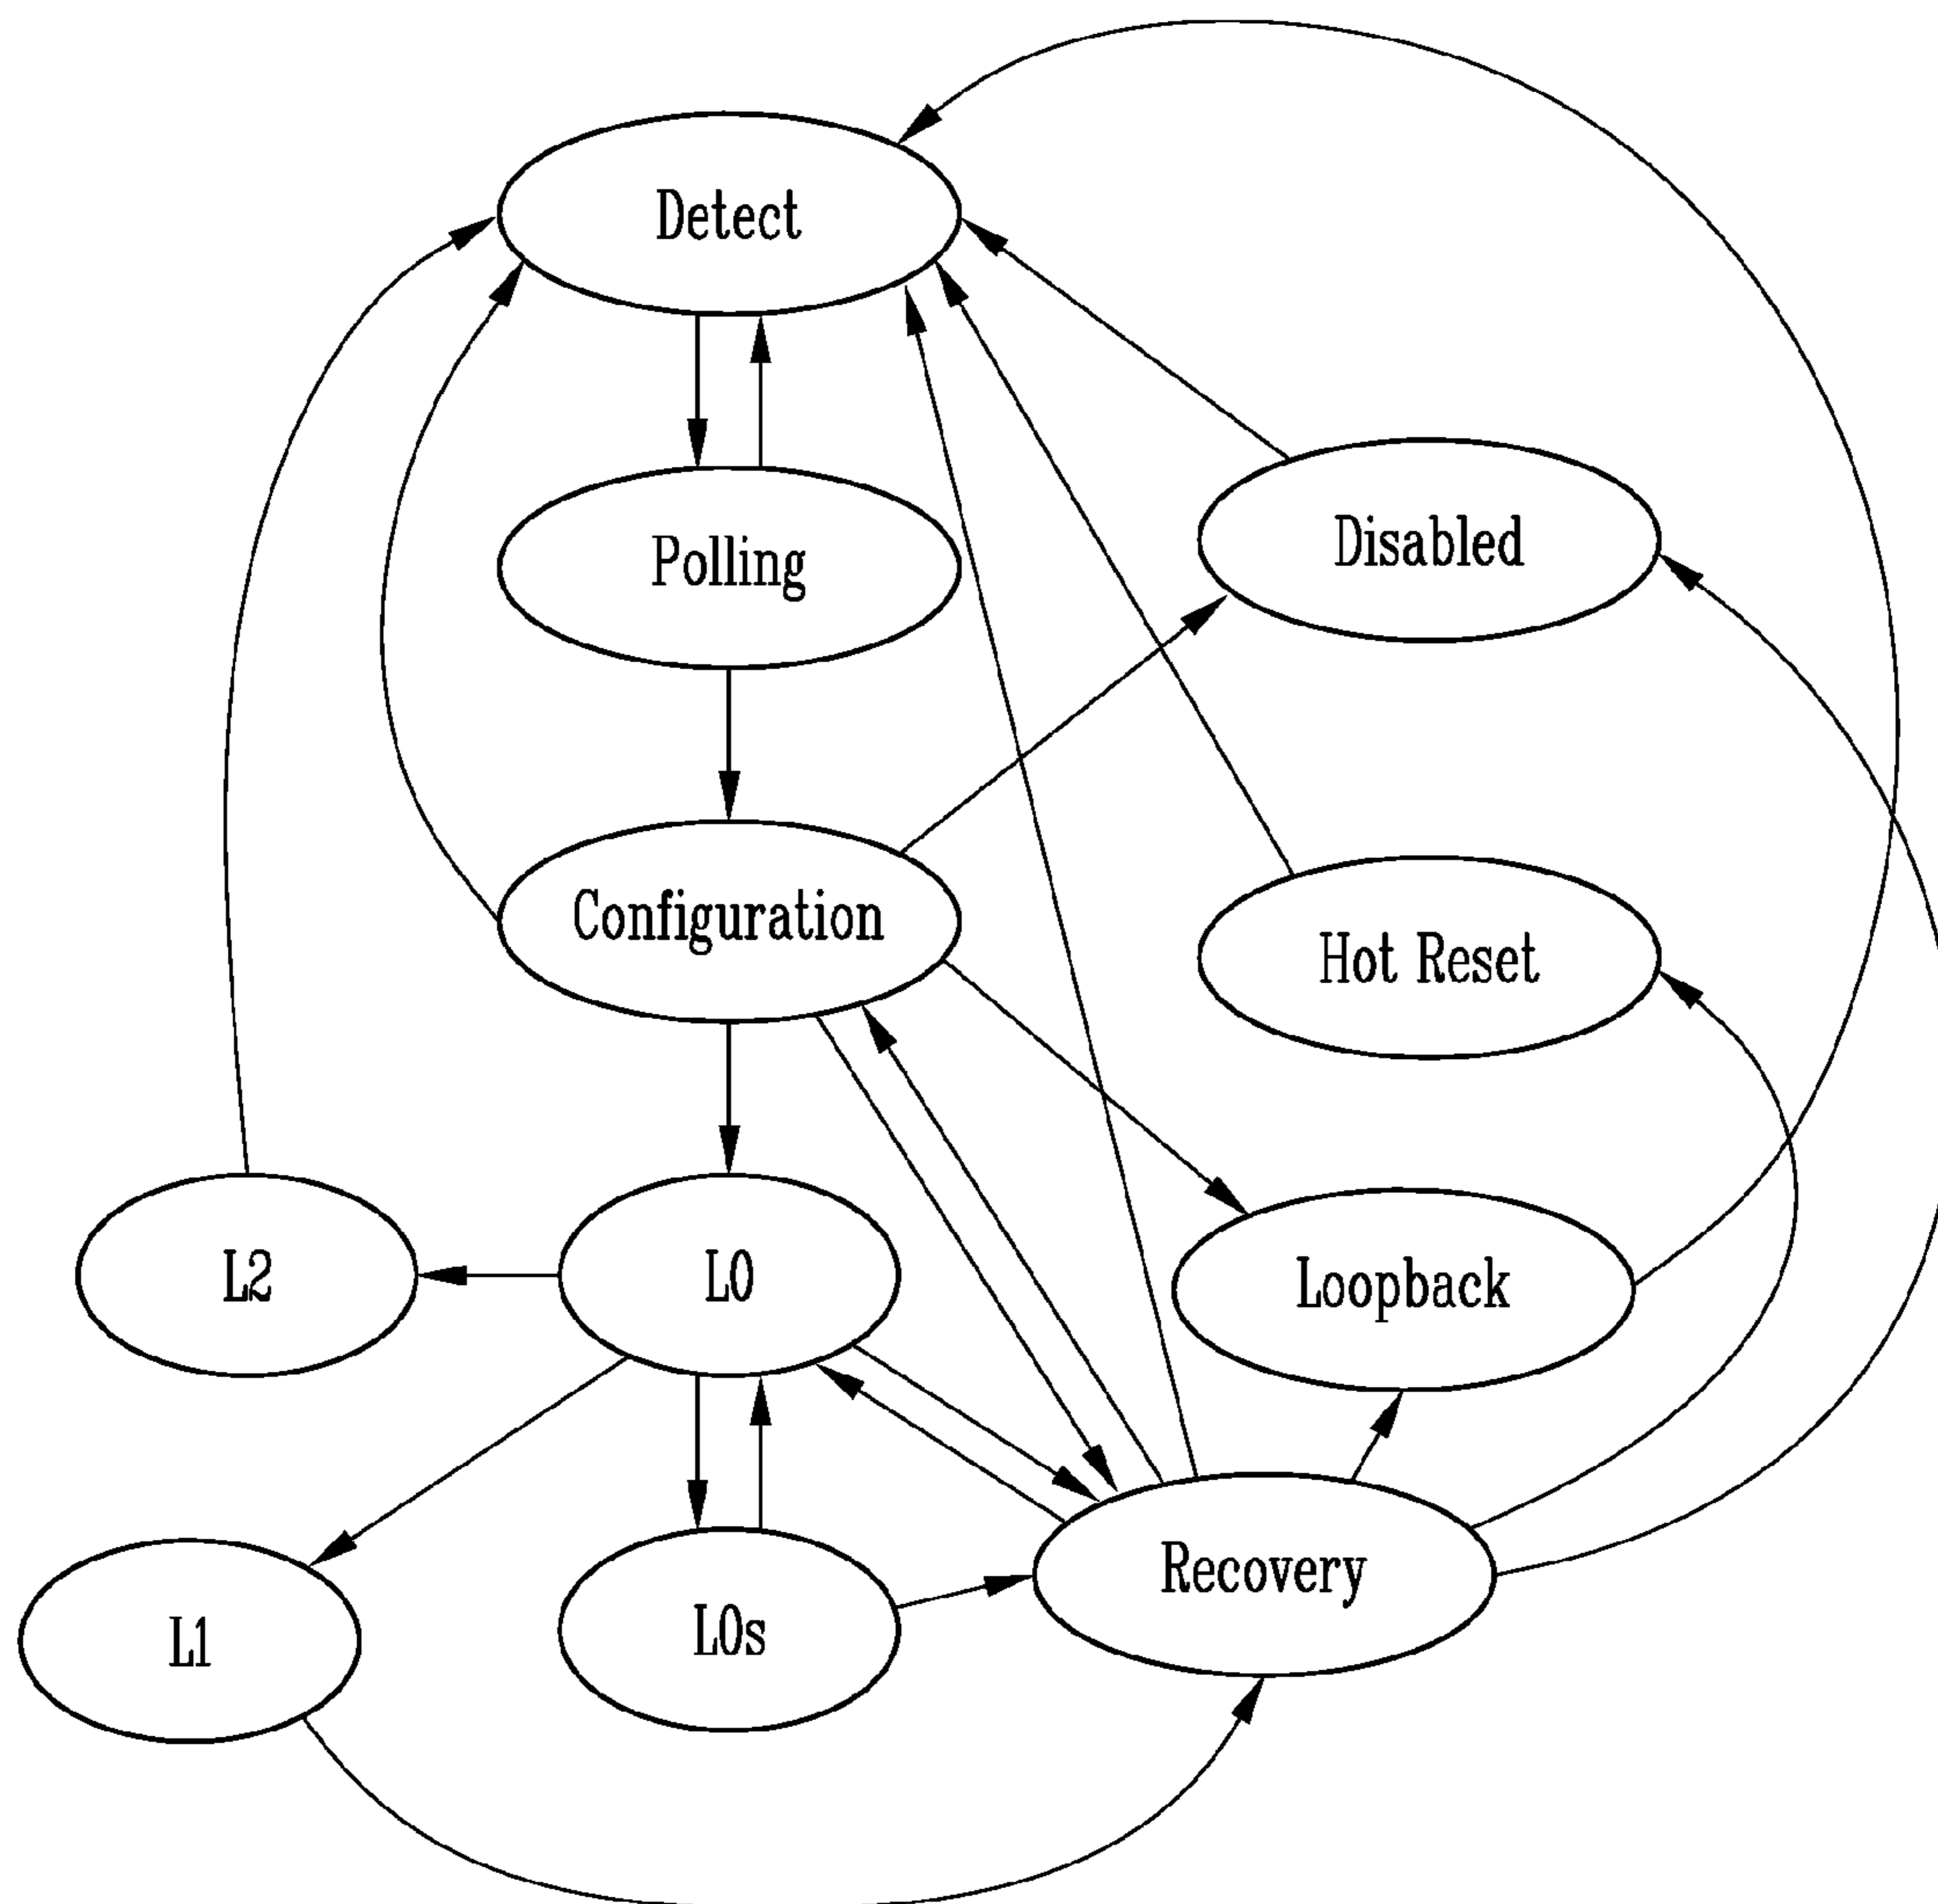 Detect
Polling
Disabled
Configuration
Hot Reset
L2
L0
Loopback
L1
L0s
Recovery